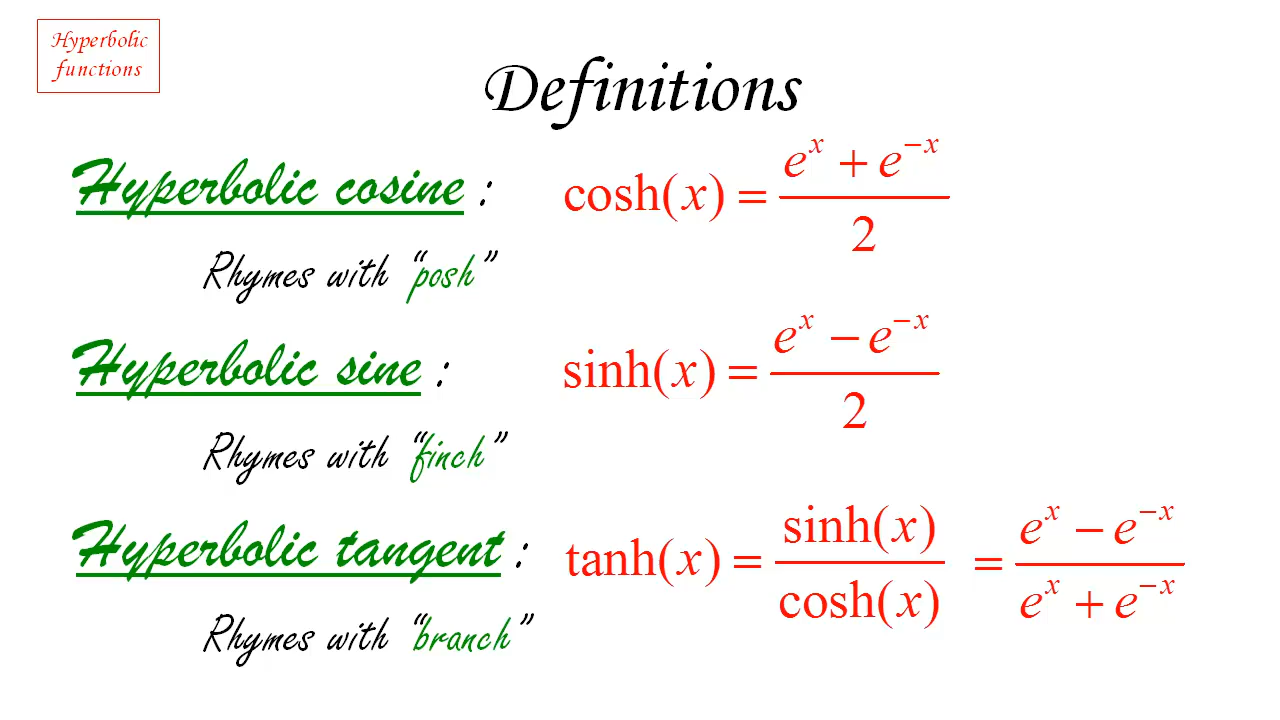 Hyperbolic
functions
Definitions
Hyperbolic cosine : cosh(x) = (e^x + e^{-x}) / 2
Rhymes with “posh”
Hyperbolic sine : sinh(x) = (e^x − e^{-x}) / 2
Rhymes with “finch”
Hyperbolic tangent : tanh(x) = sinh(x) / cosh(x) = (e^x − e^{-x}) / (e^x + e^{-x})
Rhymes with “branch”